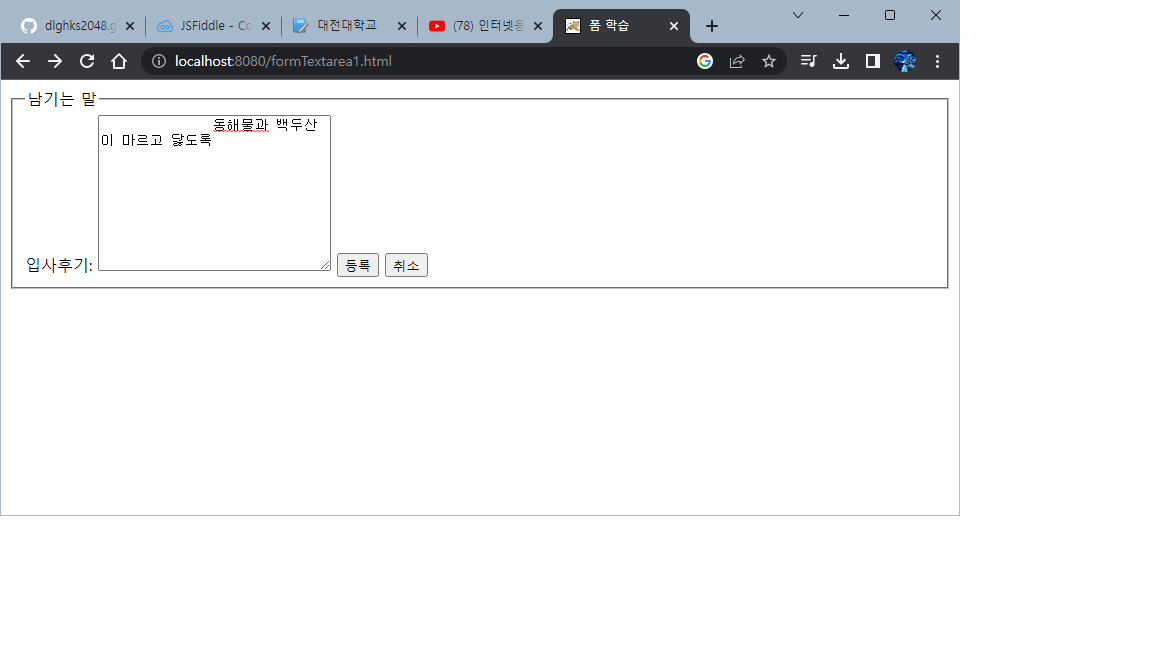 dlghks2048.g
JSFiddle - Co
대전대학교
(78) 인터넷응
폼 학습
localhost:8080/formTextarea1.html
남기는 말
동해물과 백두산
이 마르고 닳도록
입사후기:
등록
취소